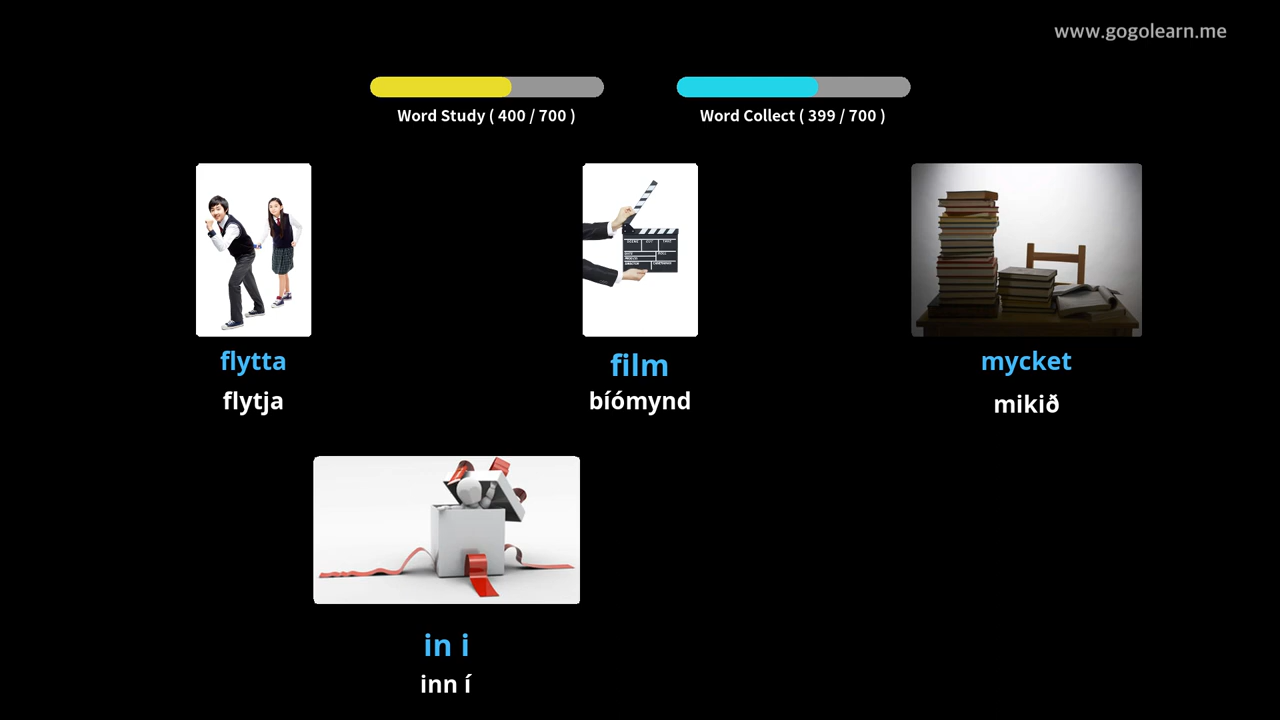 www.gogolearn.me
Word Study ( 400 / 700 )
Word Collect ( 399 / 700 )
flytta
flytja
film
bíómynd
mycket
mikið
in i
inn í